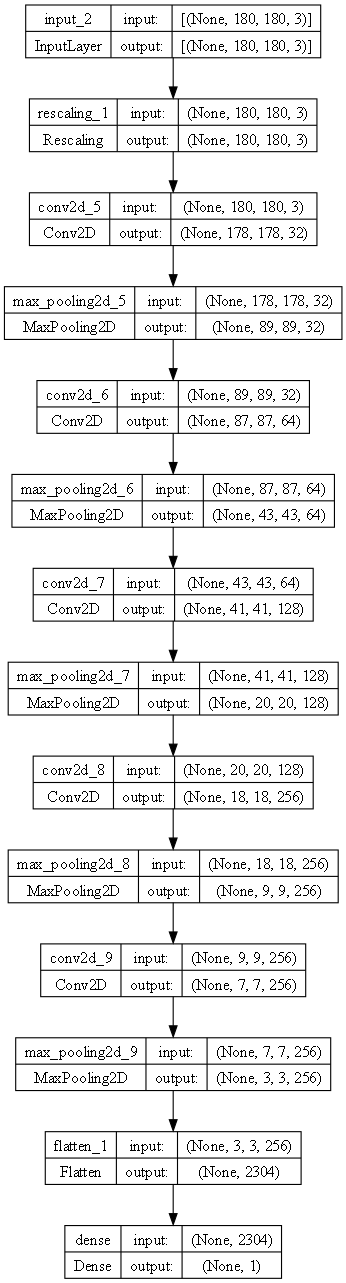 input_2 input: [(None, 180, 180, 3)]
InputLayer output: [(None, 180, 180, 3)]
rescaling_1 input: (None, 180, 180, 3)
Rescaling output: (None, 180, 180, 3)
conv2d_5 input: (None, 180, 180, 3)
Conv2D output: (None, 178, 178, 32)
max_pooling2d_5 input: (None, 178, 178, 32)
MaxPooling2D output: (None, 89, 89, 32)
conv2d_6 input: (None, 89, 89, 32)
Conv2D output: (None, 87, 87, 64)
max_pooling2d_6 input: (None, 87, 87, 64)
MaxPooling2D output: (None, 43, 43, 64)
conv2d_7 input: (None, 43, 43, 64)
Conv2D output: (None, 41, 41, 128)
max_pooling2d_7 input: (None, 41, 41, 128)
MaxPooling2D output: (None, 20, 20, 128)
conv2d_8 input: (None, 20, 20, 128)
Conv2D output: (None, 18, 18, 256)
max_pooling2d_8 input: (None, 18, 18, 256)
MaxPooling2D output: (None, 9, 9, 256)
conv2d_9 input: (None, 9, 9, 256)
Conv2D output: (None, 7, 7, 256)
max_pooling2d_9 input: (None, 7, 7, 256)
MaxPooling2D output: (None, 3, 3, 256)
flatten_1 input: (None, 3, 3, 256)
Flatten output: (None, 2304)
dense input: (None, 2304)
Dense output: (None, 1)